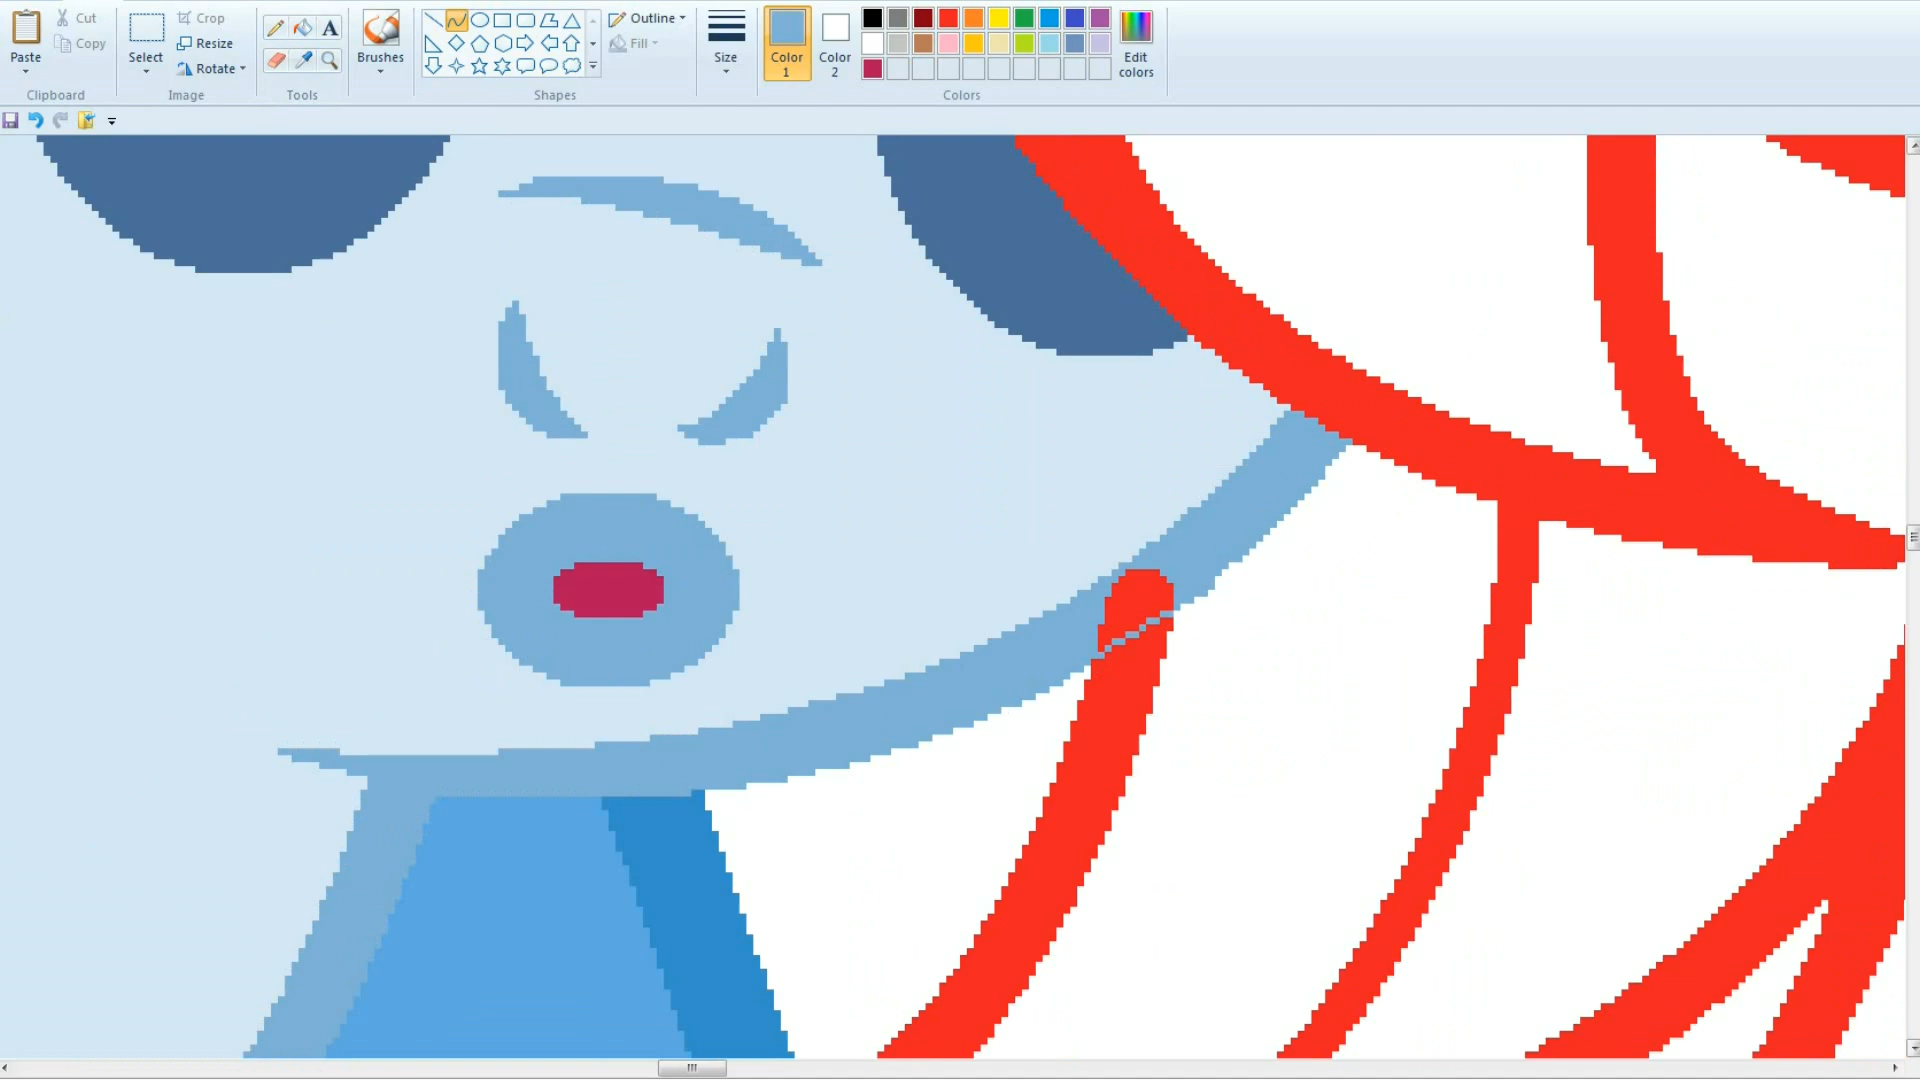 Paste
Cut
Copy
Clipboard
Select
Crop
Resize
Rotate
Image
A
Tools
Brushes
Outline
Fill
Shapes
Size
Color 1
Color 2
Edit colors
Colors